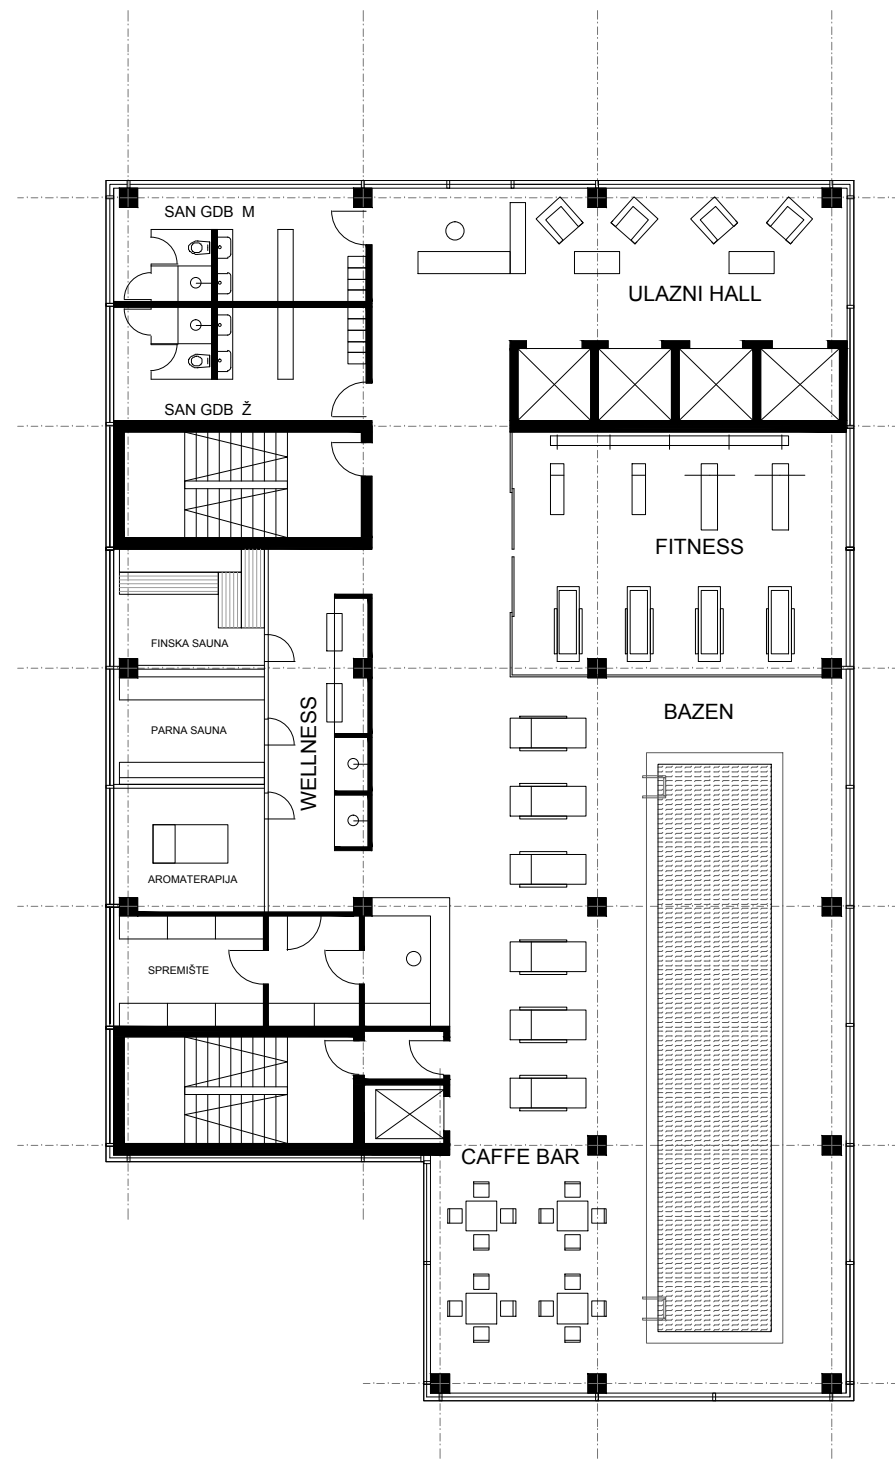 SAN GDB M
ULAZNI HALL
SAN GDB Ž
FITNESS
FINSKA SAUNA
WELLNESS
BAZEN
PARNA SAUNA
AROMATERAPIJA
SPREMIŠTE
CAFFE BAR